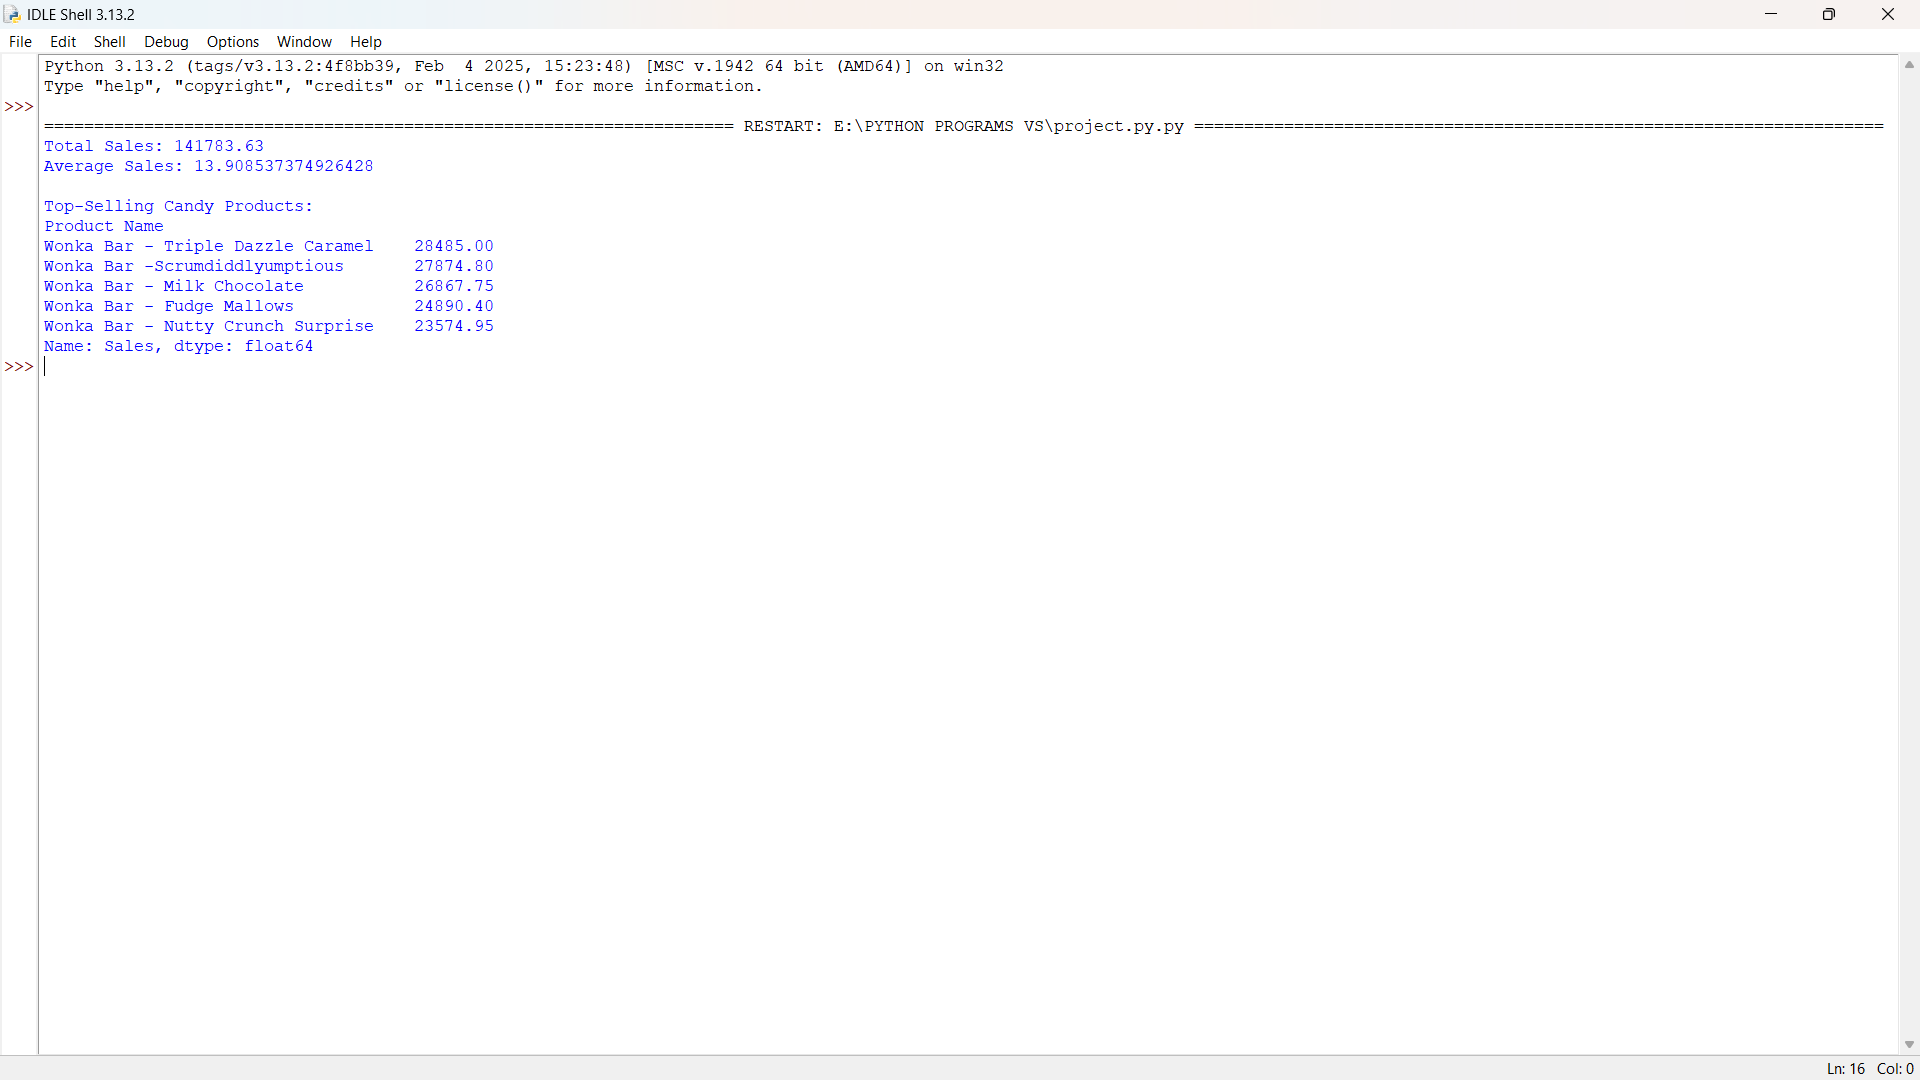 IDLE Shell 3.13.2
File Edit Shell Debug Options Window Help
Python 3.13.2 (tags/v3.13.2:4f8bb39, Feb  4 2025, 15:23:48) [MSC v.1942 64 bit (AMD64)] on win32
Type "help", "copyright", "credits" or "license()" for more information.
>>>
===================================================================== RESTART: E:\PYTHON PROGRAMS VS\project.py.py =====================================================================
Total Sales: 141783.63
Average Sales: 13.908537374926428
Top-Selling Candy Products:
Product Name
Wonka Bar - Triple Dazzle Caramel    28485.00
Wonka Bar -Scrumdiddlyumptious       27874.80
Wonka Bar - Milk Chocolate           26867.75
Wonka Bar - Fudge Mallows            24890.40
Wonka Bar - Nutty Crunch Surprise    23574.95
Name: Sales, dtype: float64
>>>
Ln: 16 Col: 0